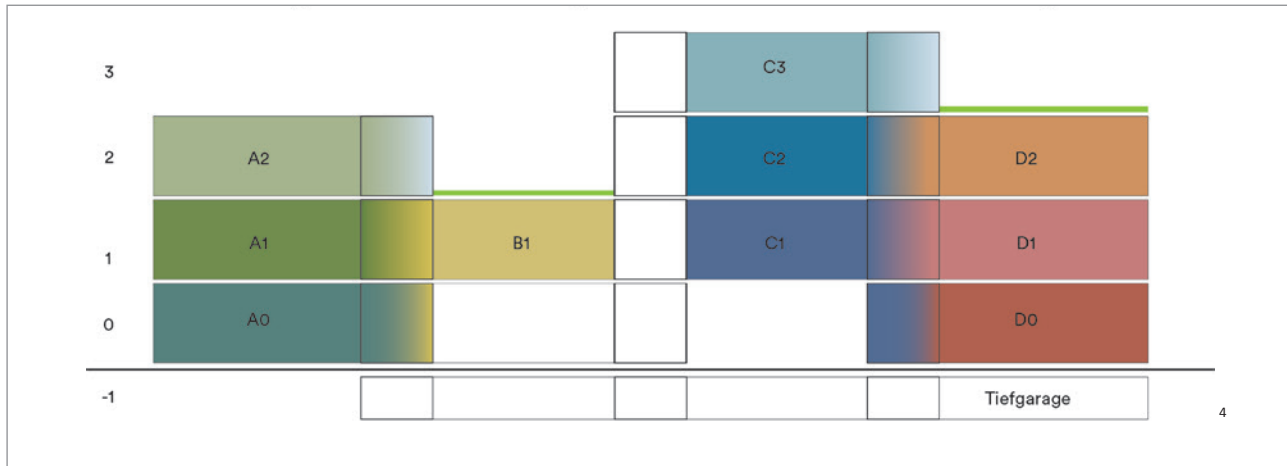 3 C3
2 A2 C2 D2
1 A1 B1 C1 D1
0 A0 D0
-1 Tiefgarage
4